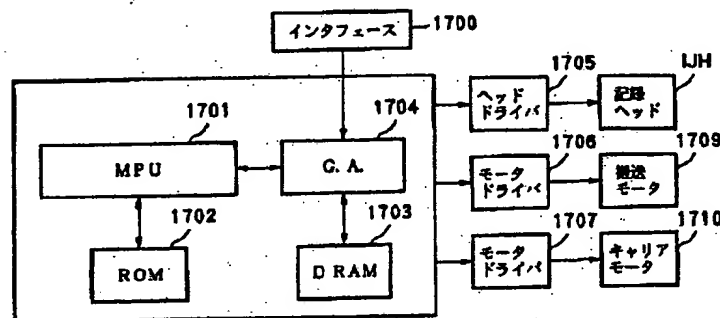 インタフェース
1700
1705
IJH
ヘッド
ドライバ
記録
ヘッド
1701
1704
MPU
G. A.
1706
1709
モータ
ドライバ
搬送
モータ
1702
1703
ROM
DRAM
1707
1710
モータ
ドライバ
キャリア
モータ